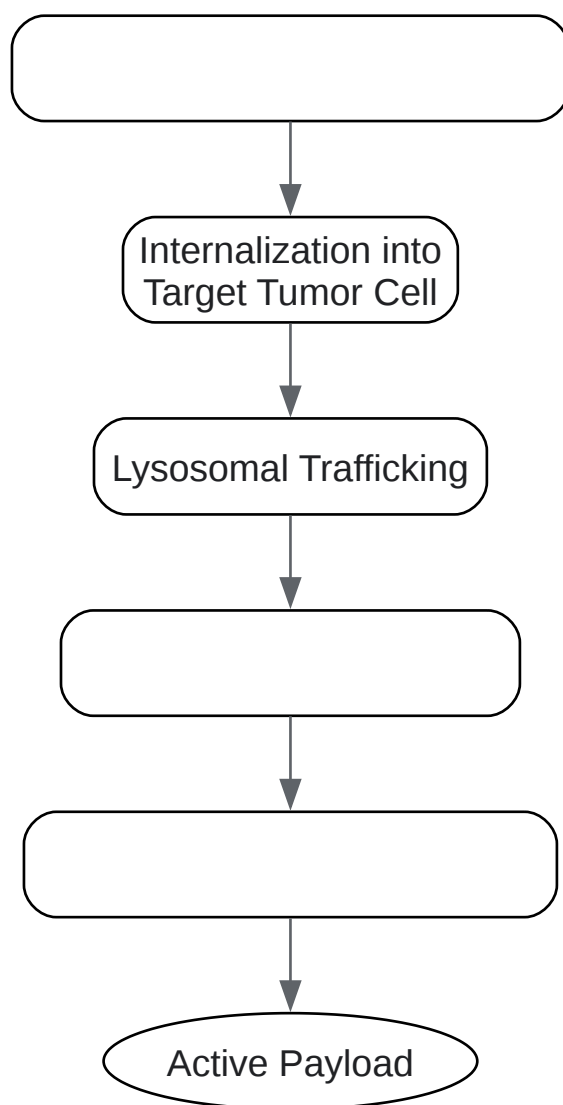 Internalization into
Target Tumor Cell
Lysosomal Trafficking
Active Payload